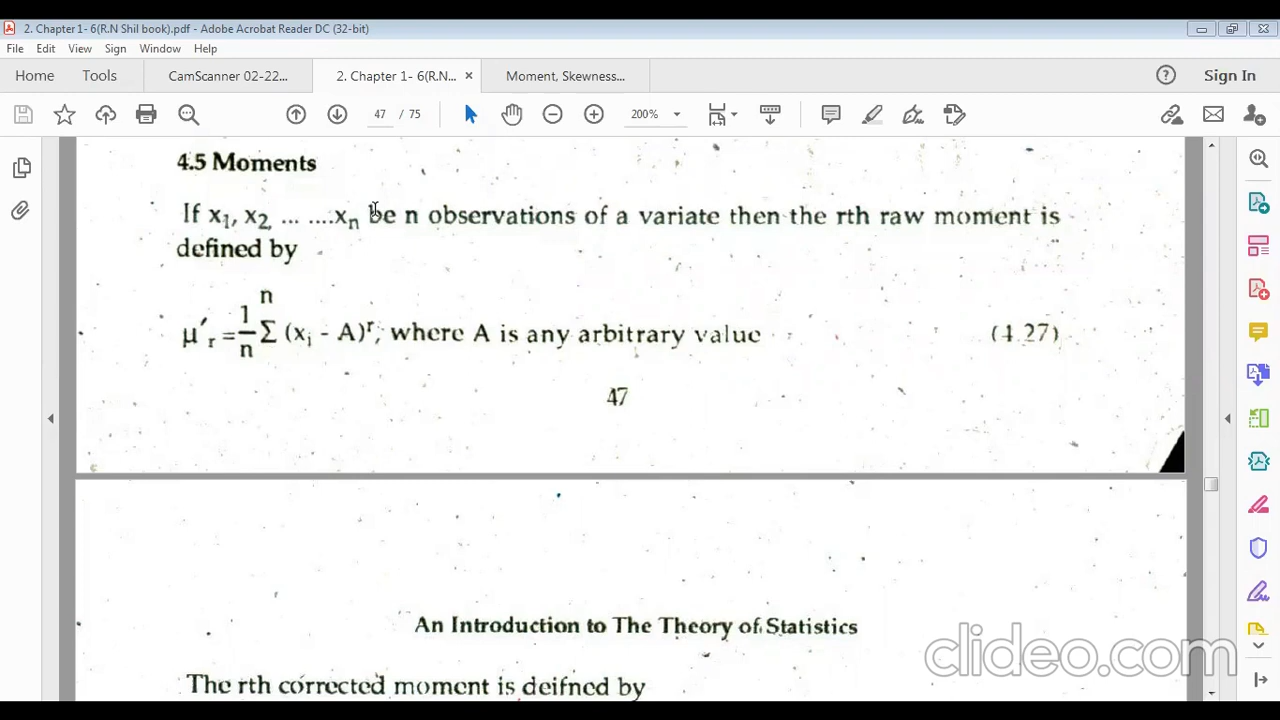 2. Chapter 1- 6(R.N Shil book).pdf - Adobe Acrobat Reader DC (32-bit)
File Edit View Sign Window Help
Home Tools CamScanner 02-22... 2. Chapter 1- 6(R.N... × Moment, Skewness... Sign In
47 / 75 200%
4.5 Moments
If x₁, x₂, ... ....xₙ be n observations of a variate then the rth raw moment is
defined by
n
μ′ᵣ = 1/n Σ (xᵢ - A)ʳ, where A is any arbitrary value (4.27)
47
An Introduction to The Theory of Statistics
The rth corrected moment is deifned by
clideo.com